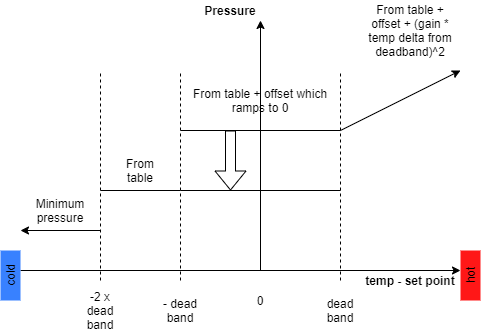 Pressure
From table +
offset + (gain *
temp delta from
deadband)^2
From table + offset which
ramps to 0
From
table
Minimum
pressure
cold
hot
temp - set point
-2 x
dead
band
- dead
band
0
dead
band